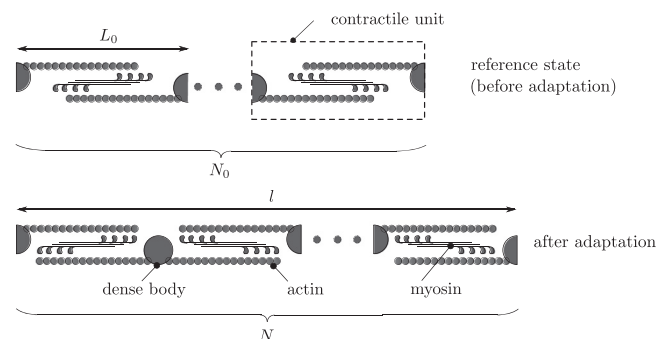 contractile unit
L₀
reference state
(before adaptation)
N₀
l
after adaptation
dense body
actin
myosin
N